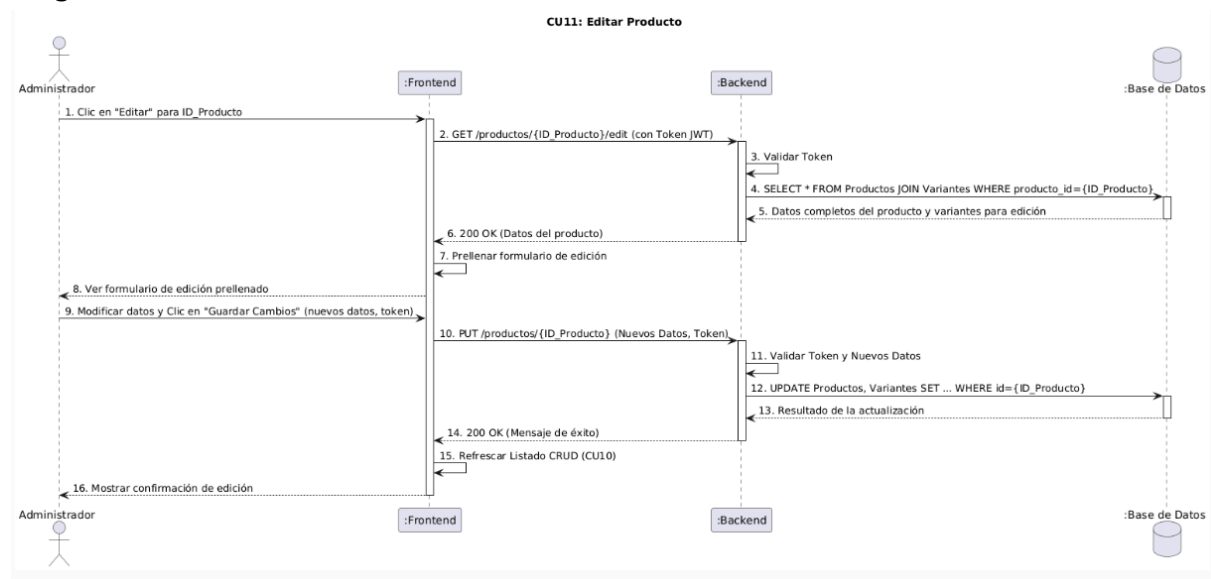 CU11: Editar Producto
Administrador
:Frontend
:Backend
:Base de Datos
1. Clic en "Editar" para ID_Producto
2. GET /productos/{ID_Producto}/edit (con Token JWT)
3. Validar Token
4. SELECT * FROM Productos JOIN Variantes WHERE producto_id={ID_Producto}
5. Datos completos del producto y variantes para edición
6. 200 OK (Datos del producto)
7. Prellenar formulario de edición
8. Ver formulario de edición prellenado
9. Modificar datos y Clic en "Guardar Cambios" (nuevos datos, token)
10. PUT /productos/{ID_Producto} (Nuevos Datos, Token)
11. Validar Token y Nuevos Datos
12. UPDATE Productos, Variantes SET ... WHERE id={ID_Producto}
13. Resultado de la actualización
14. 200 OK (Mensaje de éxito)
15. Refrescar Listado CRUD (CU10)
16. Mostrar confirmación de edición
Administrador
:Frontend
:Backend
:Base de Datos